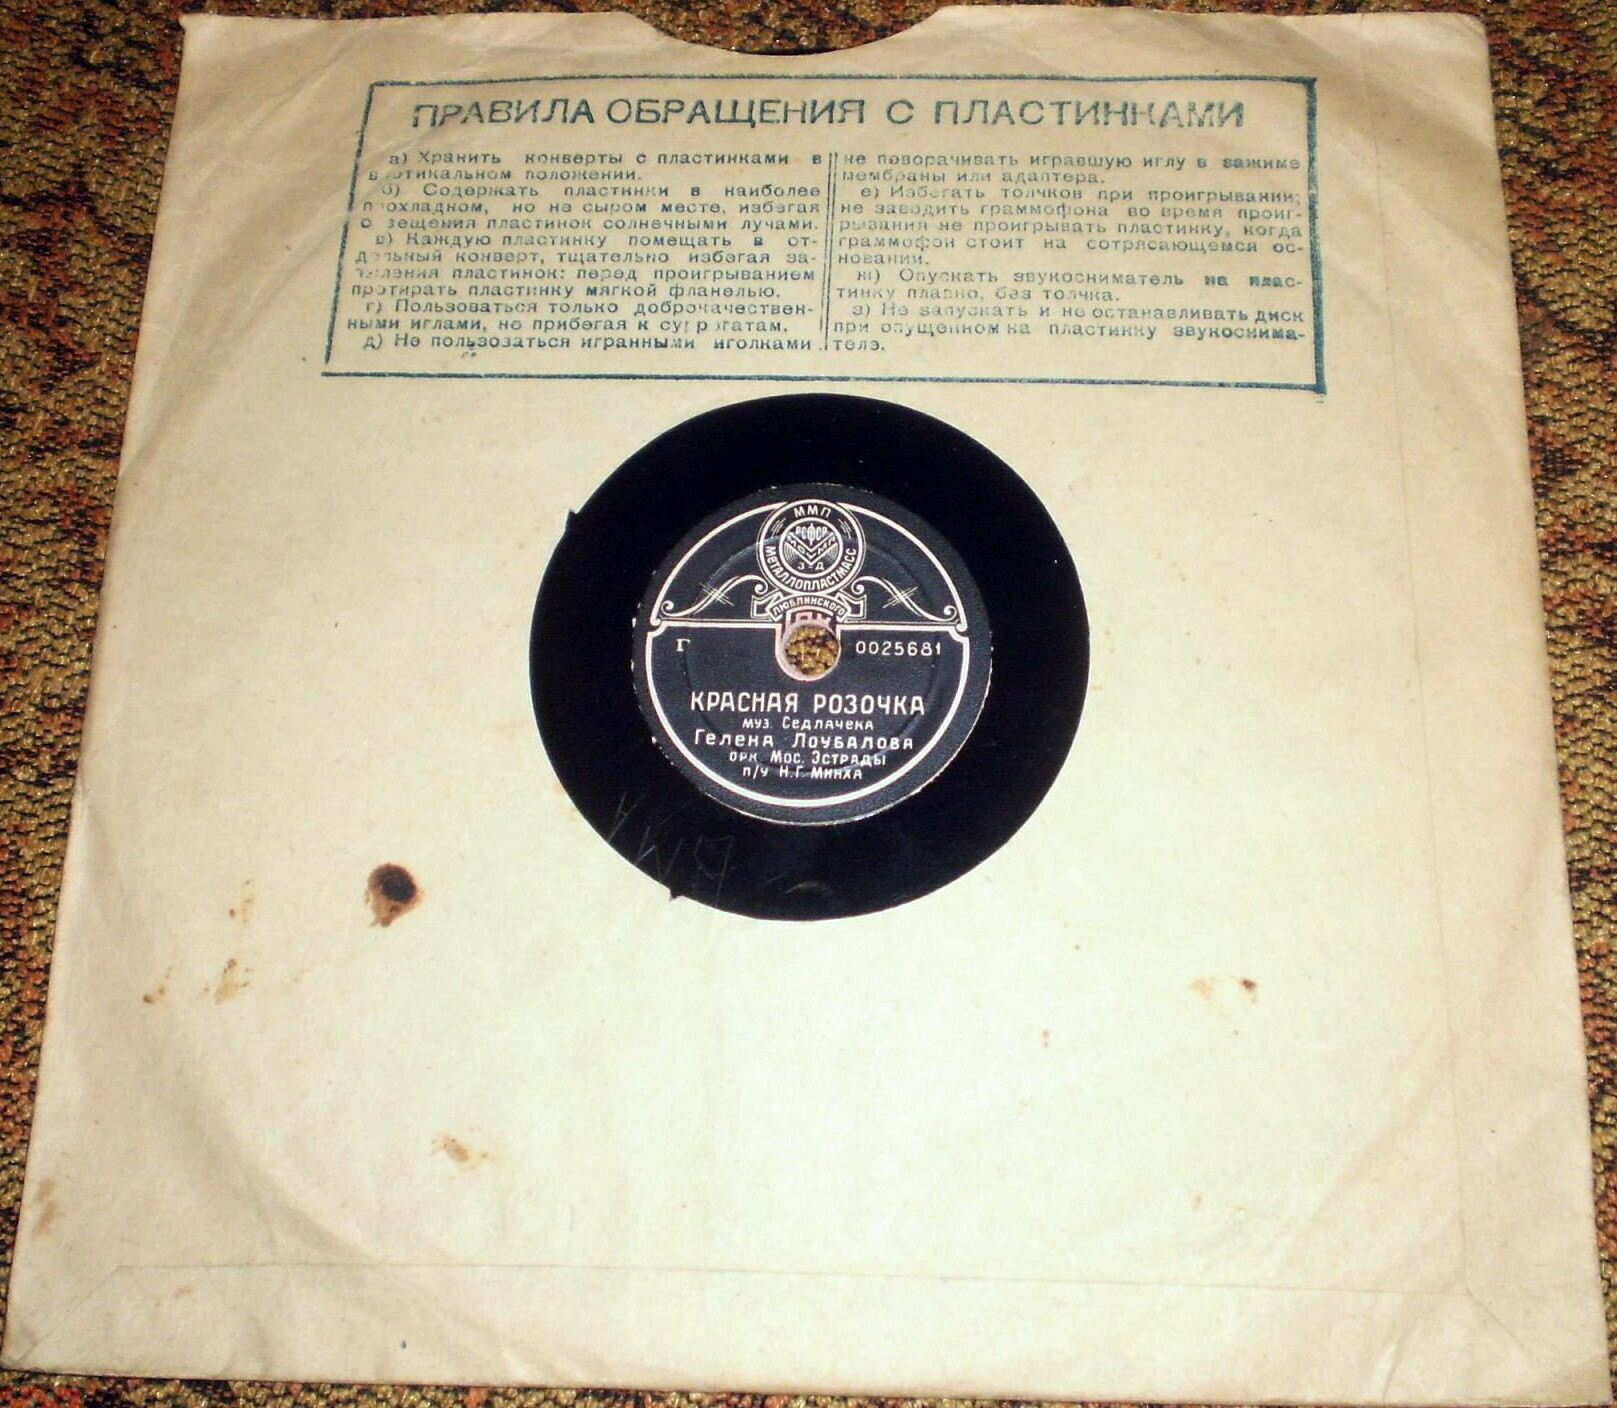 ПРАВИЛА ОБРАЩЕНИЯ С ПЛАСТИНКАМИ
а) Хранить конверты с пластинками в
вертикальном положении.
б) Содержать пластинки в наиболее
прохладном, но не сыром месте, избегая
освещения пластинок солнечными лучами.
в) Каждую пластинку помещать в от-
дельный конверт, тщательно избегая за-
пыления пластинок: перед проигрыванием
протирать пластинку мягкой фланелью.
г) Пользоваться только доброкачествен-
ными иглами, не прибегая к суррогатам.
д) Не пользоваться игранными иголками
не поворачивать игравшую иглу в зажиме
мембраны или адаптера.
е) Избегать толчков при проигрывании;
не заводить граммофона во время проиг-
рывания не проигрывать пластинку, когда
граммофон стоит на сотрясающемся ос-
новании.
ж) Опускать звукосниматель на плас-
тинку плавно, без толчка.
з) Не запускать и не останавливать диск
при опущенном на пластинку звукоснима-
теле.
ММП
РСФСР
З-Д
МЕТАЛЛОПЛАСТМАСС
ЛЮБЛИНСКОГО
РПК
Г 0025681
КРАСНАЯ РОЗОЧКА
муз. Седлачека
Гелена Лоубалова
орк. Мос. Эстрады
п/у Н.Г. Минха